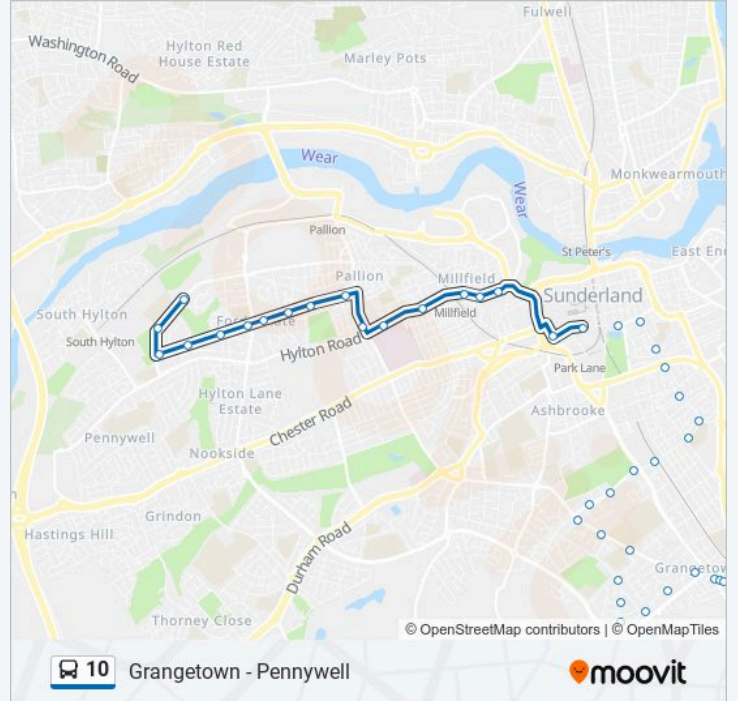 Fulwell
Washington Road
Hylton Red
House Estate
Marley Pots
Wear
Monkwearmouth
Wear
Pallion
St Peter's
East En
Pallion
Millfield
Sunderland
South Hylton
Millfield
South Hylton
Hylton Road
Park Lane
Hylton Lane
Estate
Ashbrooke
Chester Road
Pennywell
Nookside
Grindon
Hastings Hill
Durham Road
Grangetow
Thorney Close
© OpenStreetMap contributors | © OpenMapTiles
10 Grangetown - Pennywell
moovit